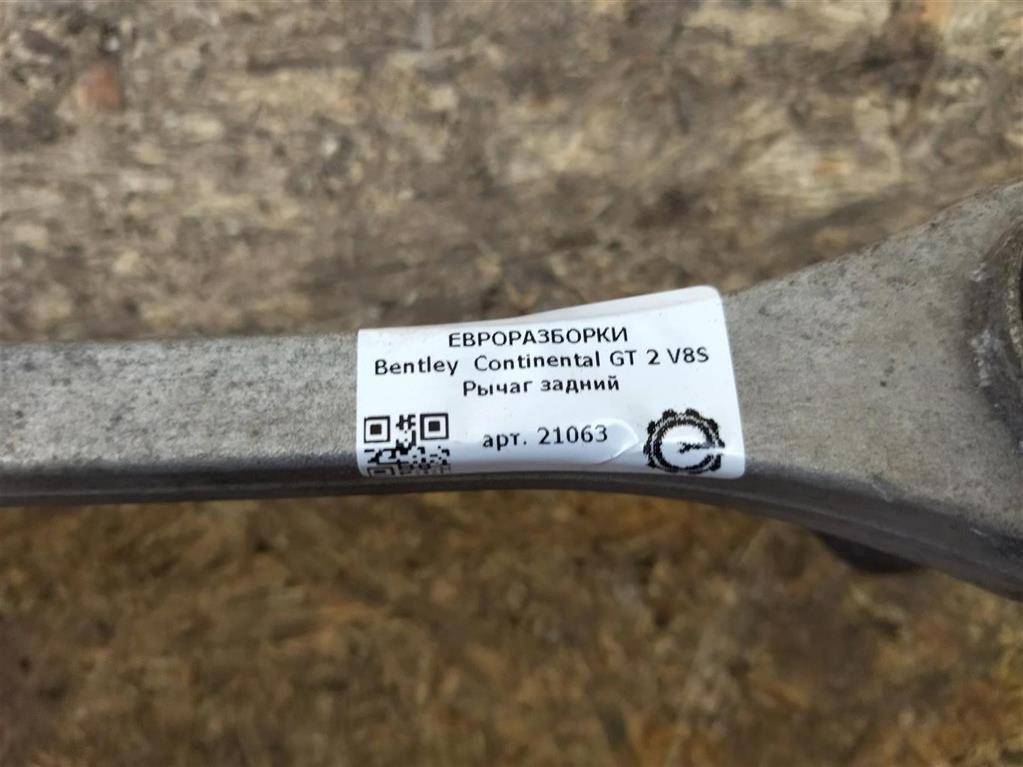 ЕВРОРАЗБОРКИ
Bentley Continental GT 2 V8S
Рычаг задний
арт. 21063